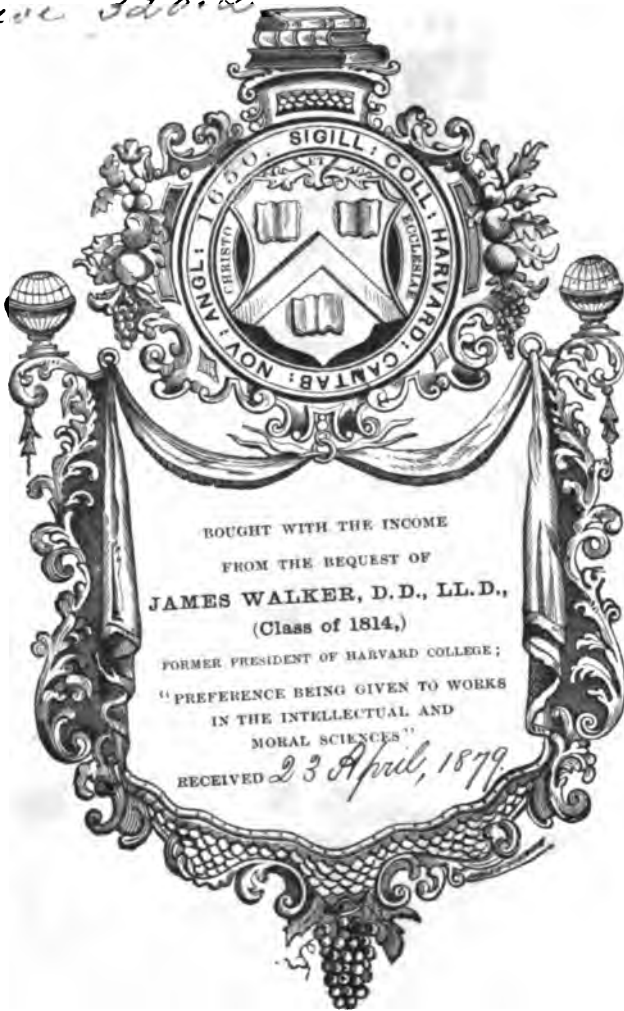 SIGILL: COLL: HARVARD: CANTAB: NOV: ANGL: 1650.
ET
CHRISTO
ECCLESIAE
BOUGHT WITH THE INCOME
FROM THE BEQUEST OF
JAMES WALKER, D.D., LL.D.,
(Class of 1814,)
FORMER PRESIDENT OF HARVARD COLLEGE;
"PREFERENCE BEING GIVEN TO WORKS
IN THE INTELLECTUAL AND
MORAL SCIENCES"
RECEIVED 23 April, 1879.